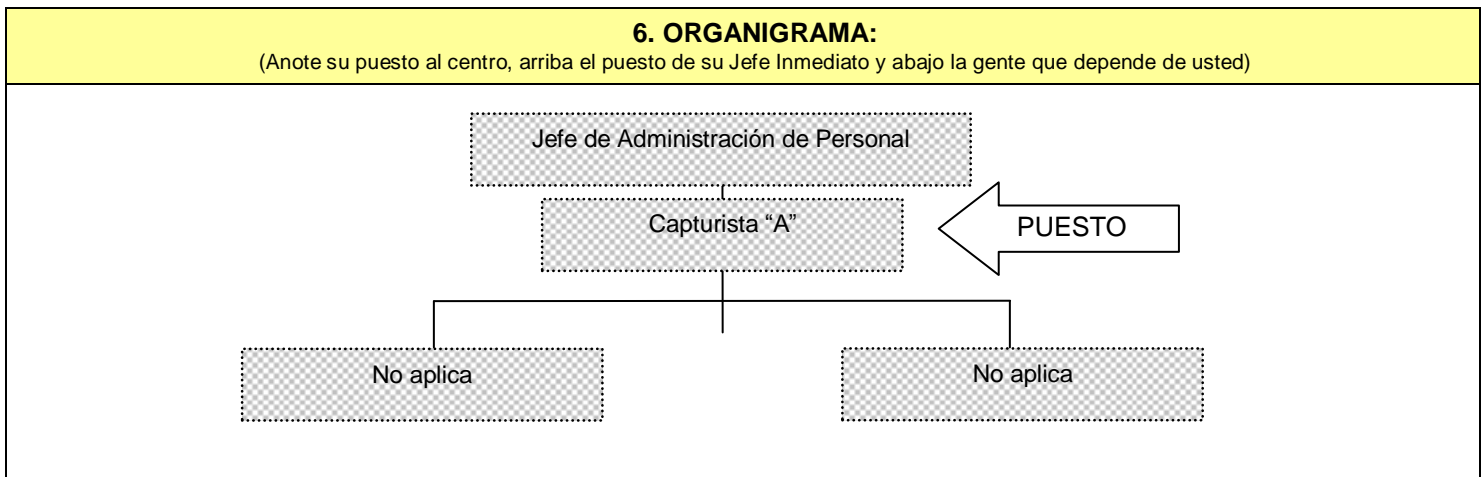 6. ORGANIGRAMA:
(Anote su puesto al centro, arriba el puesto de su Jefe Inmediato y abajo la gente que depende de usted)
Jefe de Administración de Personal
Capturista “A”
PUESTO
No aplica
No aplica